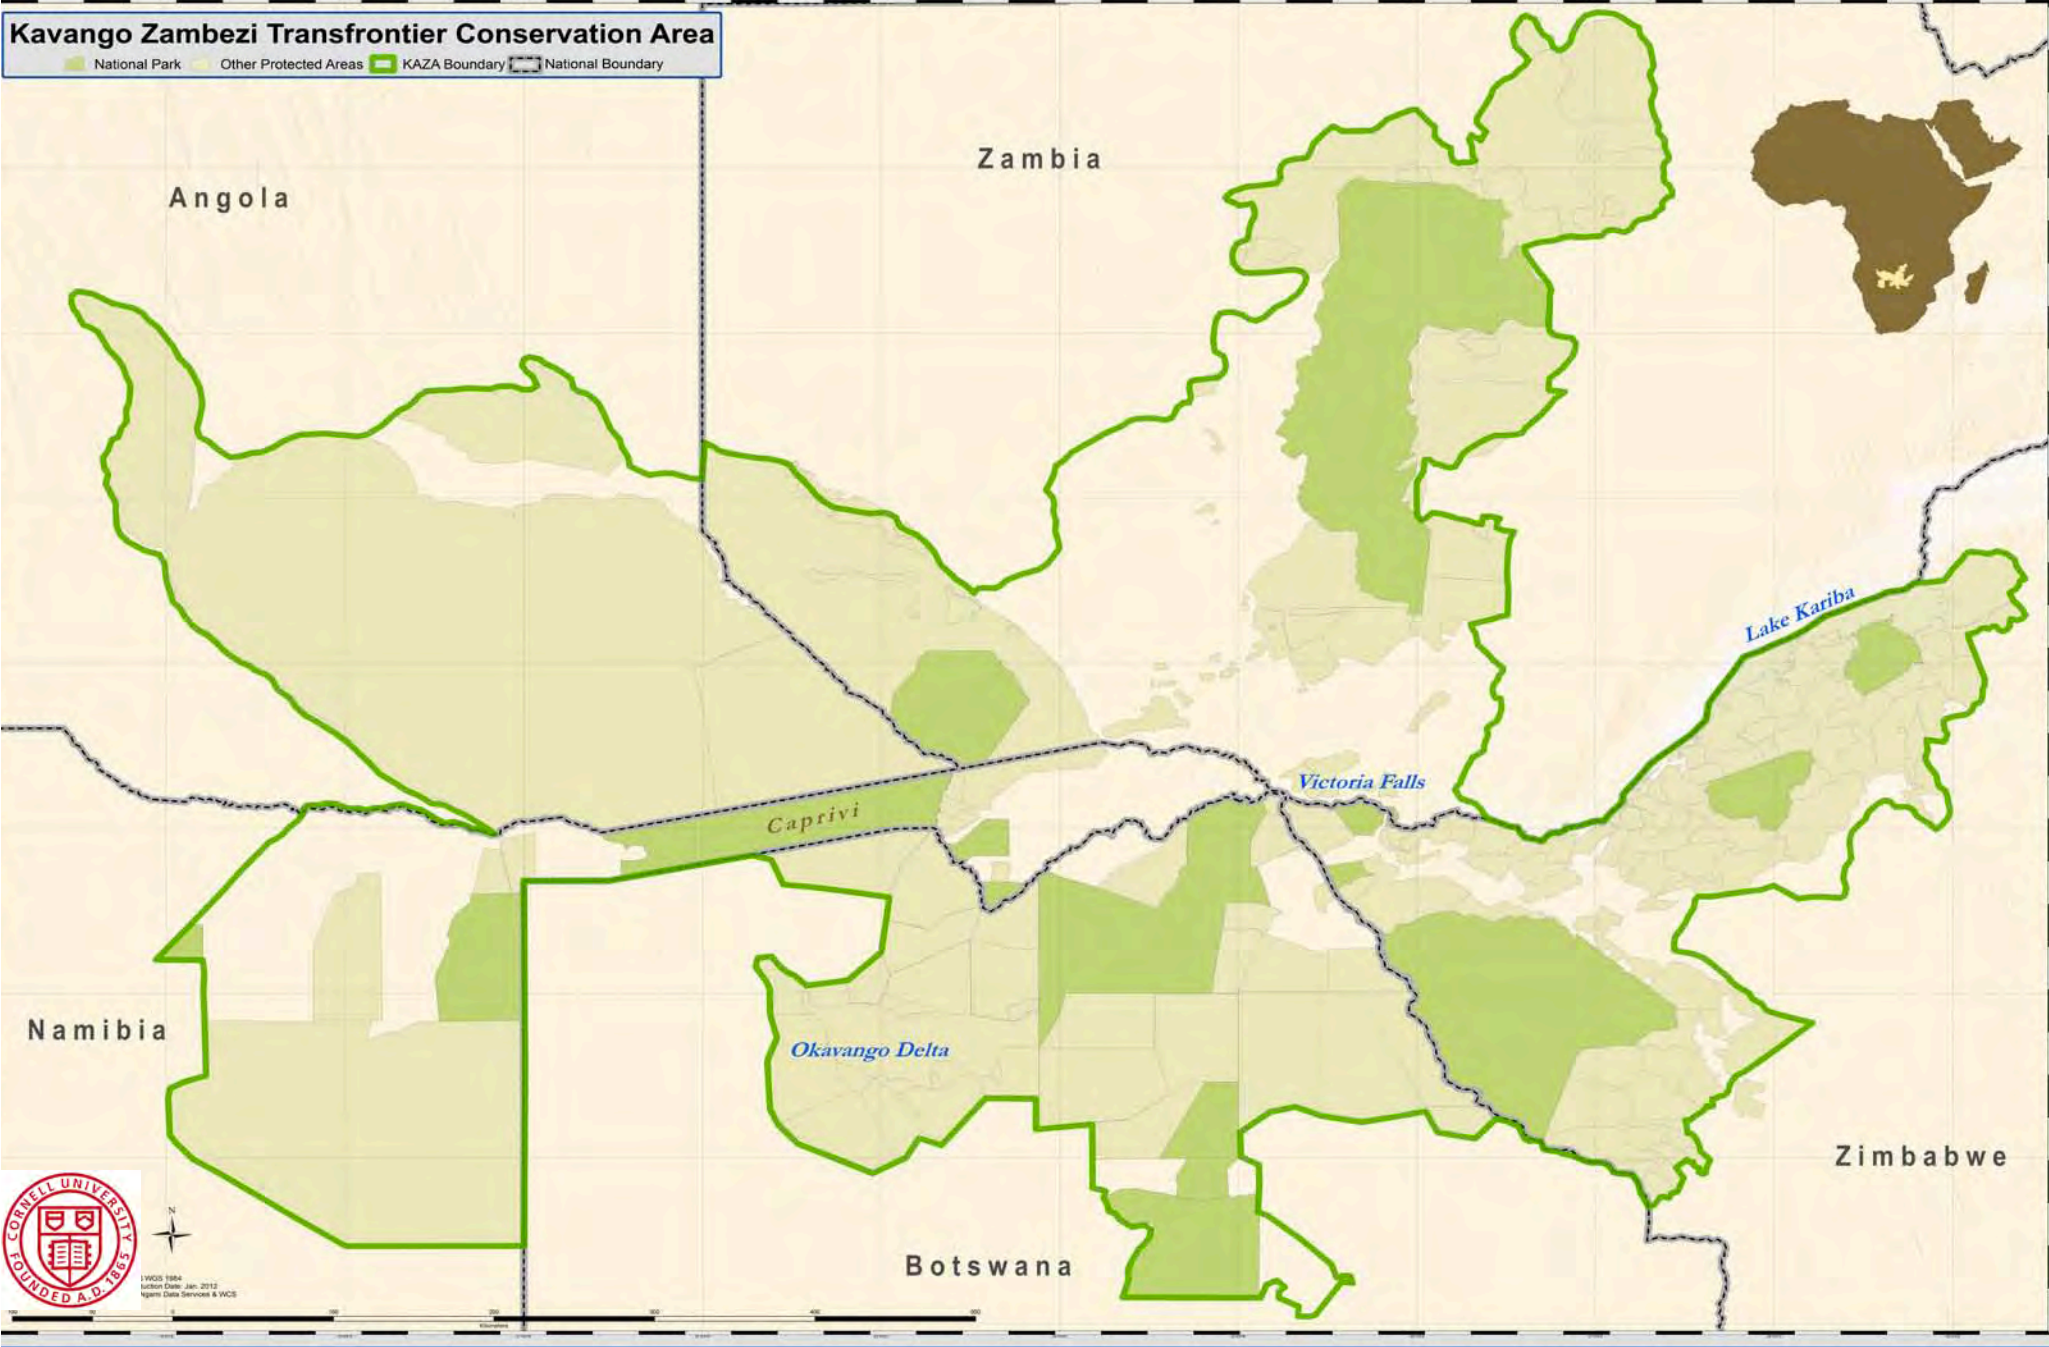 Kavango Zambezi Transfrontier Conservation Area
National Park Other Protected Areas KAZA Boundary National Boundary
Zambia
Angola
Lake Kariba
Victoria Falls
Caprivi
Namibia
Okavango Delta
Zimbabwe
Botswana
CORNELL UNIVERSITY
FOUNDED A.D. 1865
N
WGS 1984
Date: Jan. 2012
Data Services & WCS
Kilometers